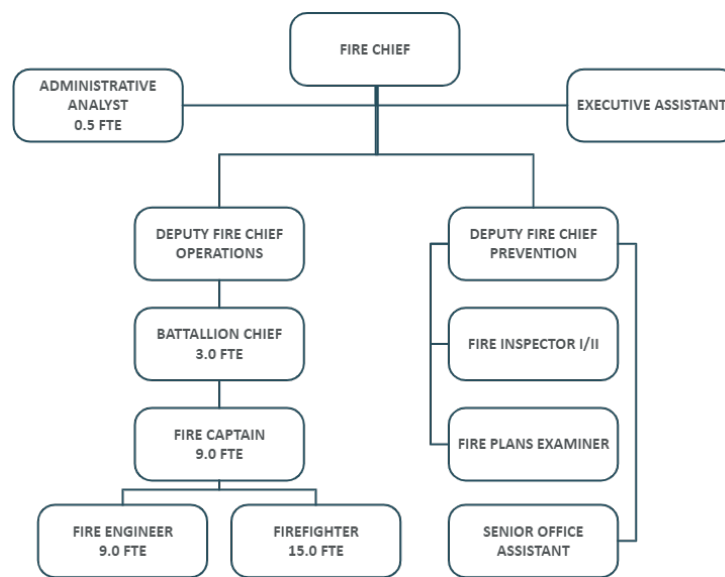 FIRE CHIEF
ADMINISTRATIVE
ANALYST
0.5 FTE
EXECUTIVE ASSISTANT
DEPUTY FIRE CHIEF
OPERATIONS
DEPUTY FIRE CHIEF
PREVENTION
BATTALLION CHIEF
3.0 FTE
FIRE INSPECTOR I/II
FIRE CAPTAIN
9.0 FTE
FIRE PLANS EXAMINER
FIRE ENGINEER
9.0 FTE
FIREFIGHTER
15.0 FTE
SENIOR OFFICE
ASSISTANT